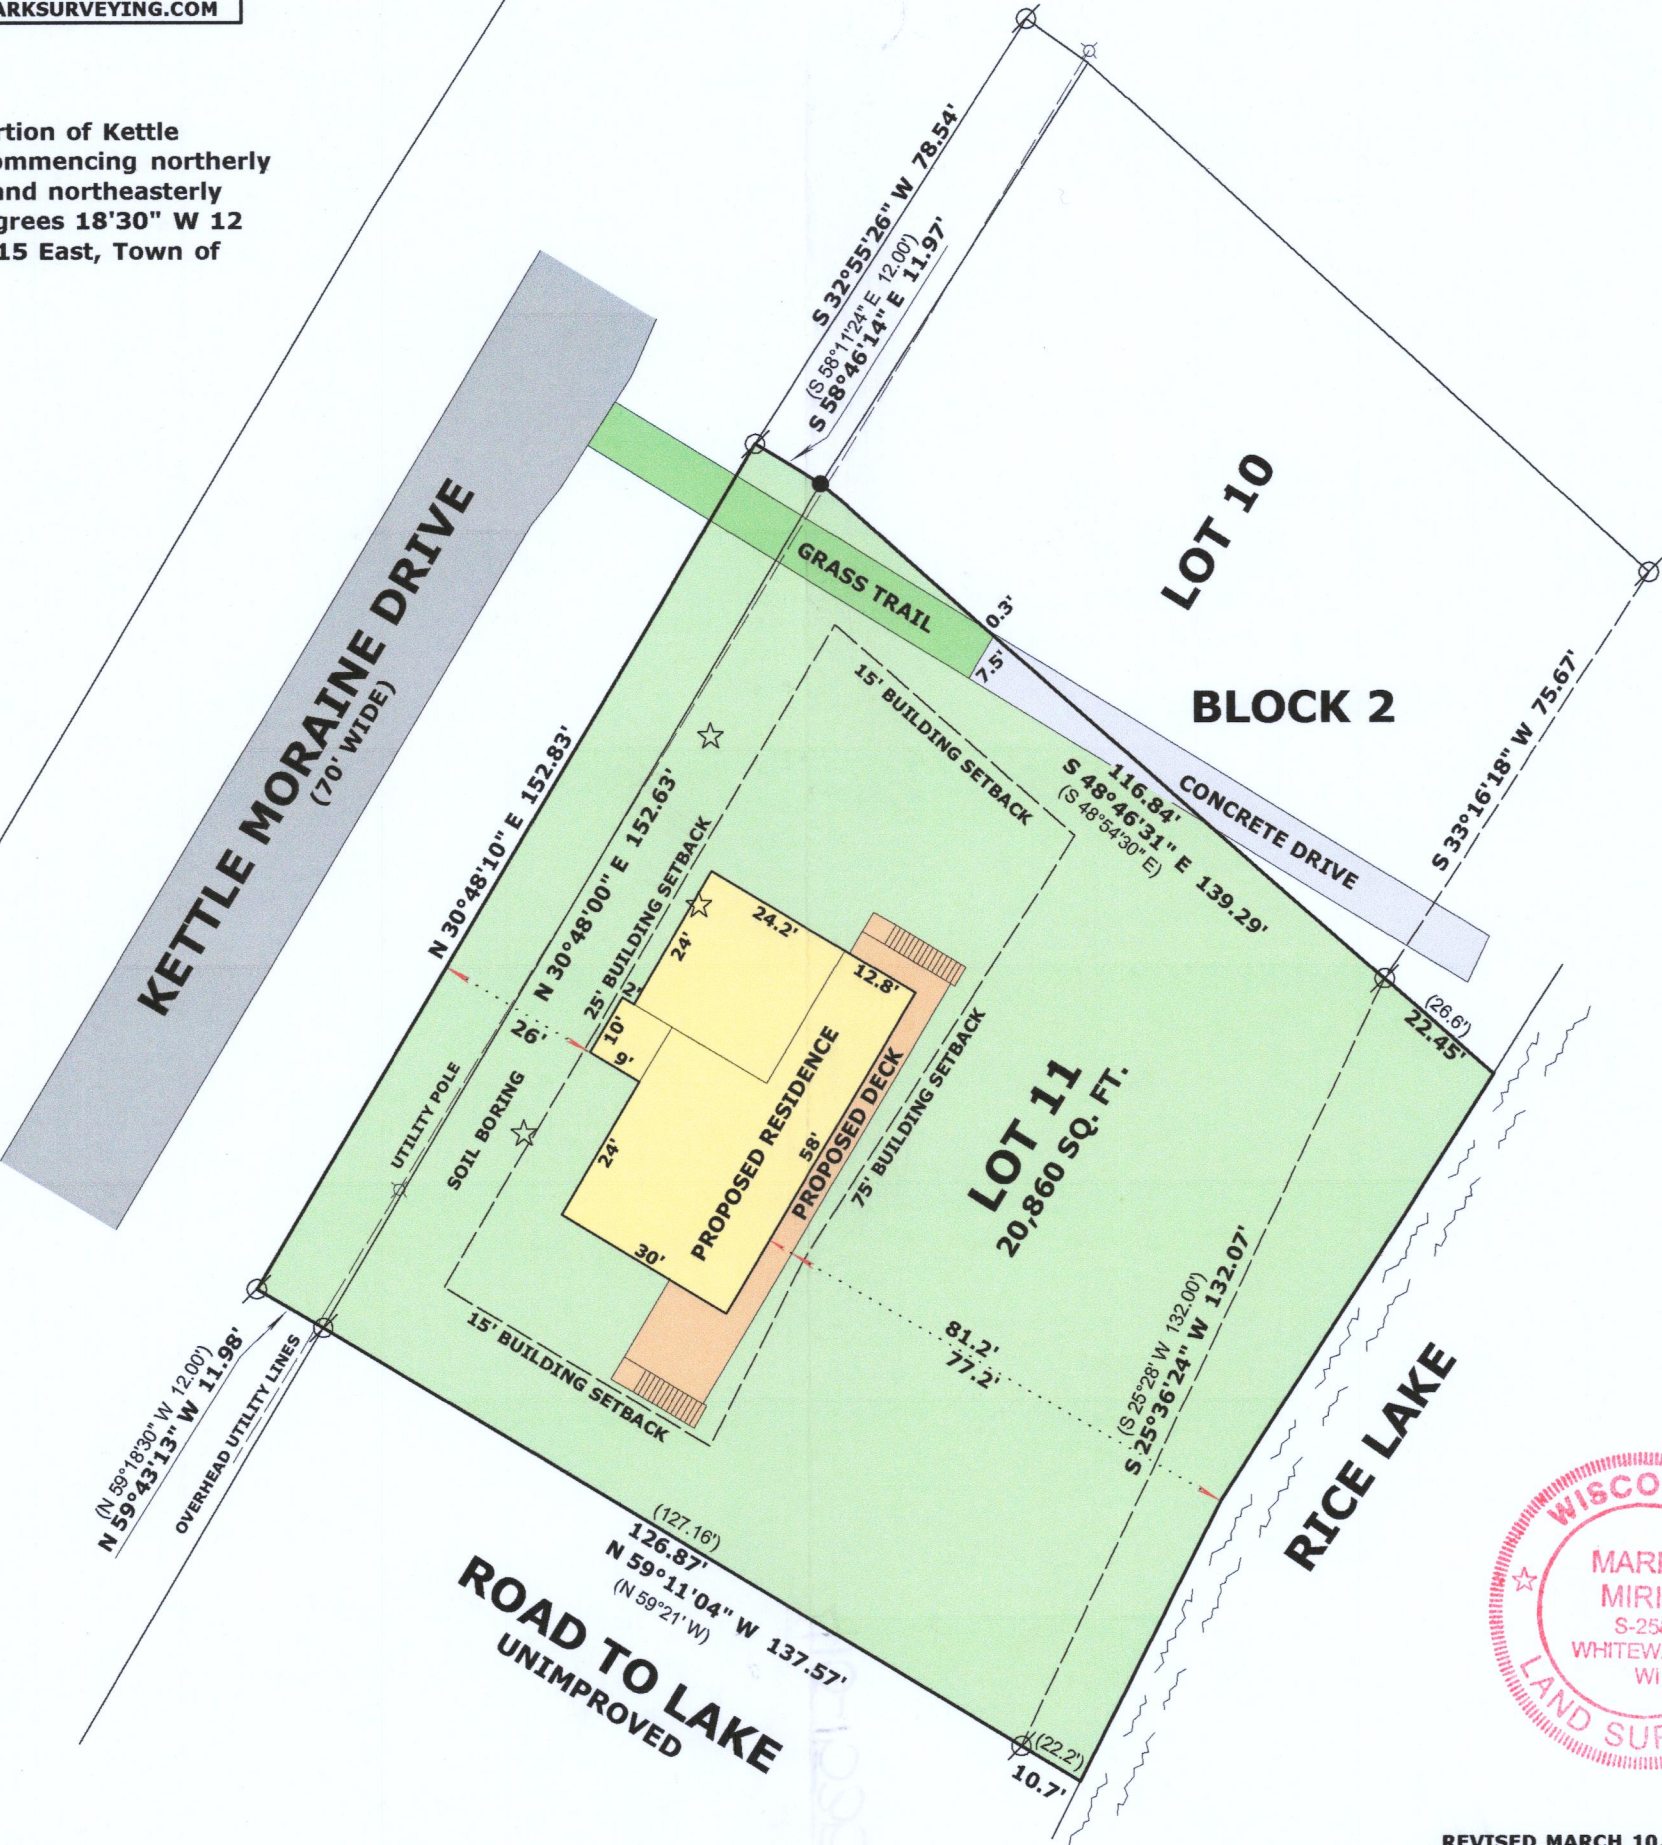 ARKSURVEYING.COM
rtion of Kettle
ommencing northerly
and northeasterly
grees 18'30" W 12
15 East, Town of
S 32°55'26" W 78.54'
(S 58°11'24" E 12.00')
S 58°46'14" E 11.97'
LOT 10
BLOCK 2
S 33°16'18" W 75.67'
KETTLE MORAINE DRIVE
(70' WIDE)
GRASS TRAIL
0.3'
7.5'
CONCRETE DRIVE
116.84'
S 48°46'31" E 139.29'
(S 48°54'30" E)
(26.6')
22.45'
N 30°48'10" E 152.83'
N 30°48'00" E 152.63'
15' BUILDING SETBACK
25' BUILDING SETBACK
24.2'
24'
12.8'
2'
10'
9'
26'
24'
30'
58'
PROPOSED RESIDENCE
PROPOSED DECK
75' BUILDING SETBACK
UTILITY POLE
SOIL BORING
LOT 11
20,860 SQ. FT.
15' BUILDING SETBACK
81.2'
77.2'
(S 25°28' W 132.00')
S 25°36'24" W 132.07'
RICE LAKE
(N 59°18'30" W 12.00')
N 59°43'13" W 11.98'
OVERHEAD UTILITY LINES
(127.16')
126.87'
N 59°11'04" W 137.57'
(N 59°21' W)
ROAD TO LAKE
UNIMPROVED
(22.2')
10.7'
WISCO
MAR
MIRI
S-25
WHITEW
WI
LAND SUR
REVISED MARCH 10